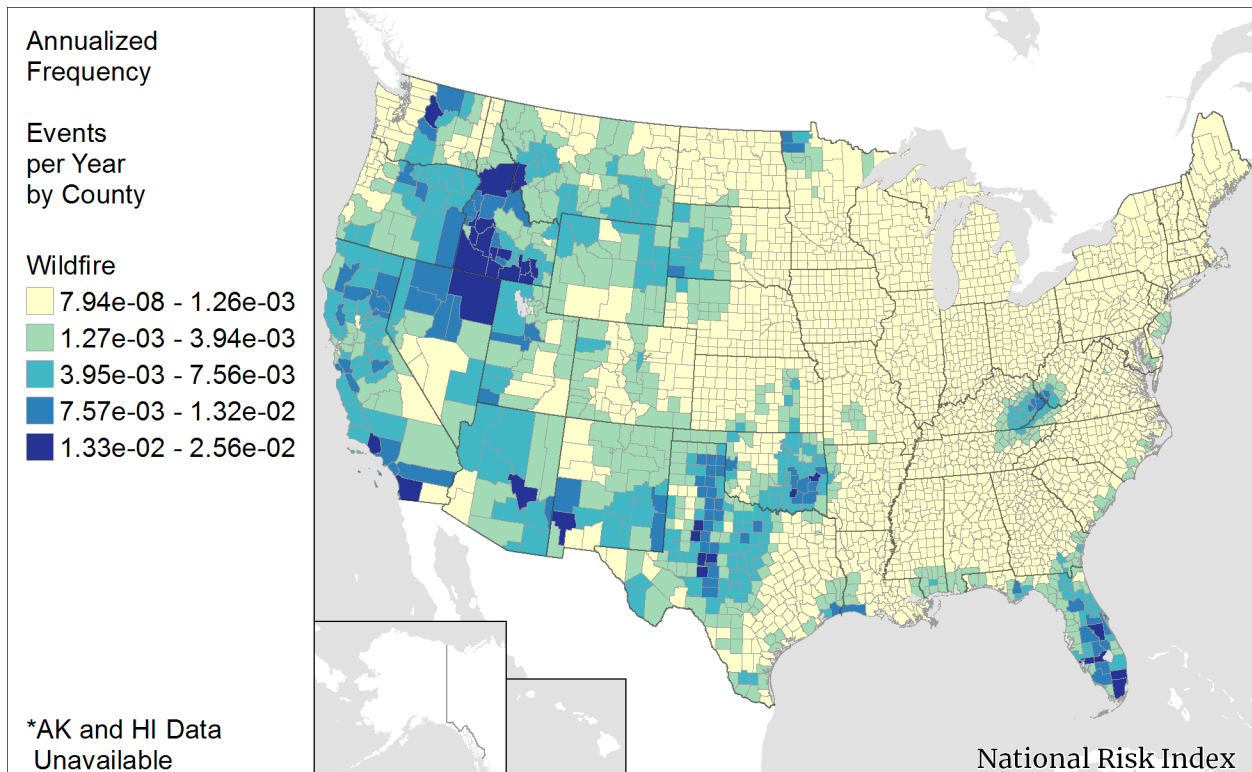 Annualized
Frequency
Events
per Year
by County
Wildfire
7.94e-08 - 1.26e-03
1.27e-03 - 3.94e-03
3.95e-03 - 7.56e-03
7.57e-03 - 1.32e-02
1.33e-02 - 2.56e-02
*AK and HI Data
Unavailable
National Risk Index